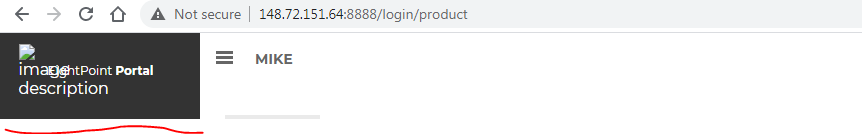 Not secure | 148.72.151.64:8888/login/product
image description
EightPoint Portal
MIKE